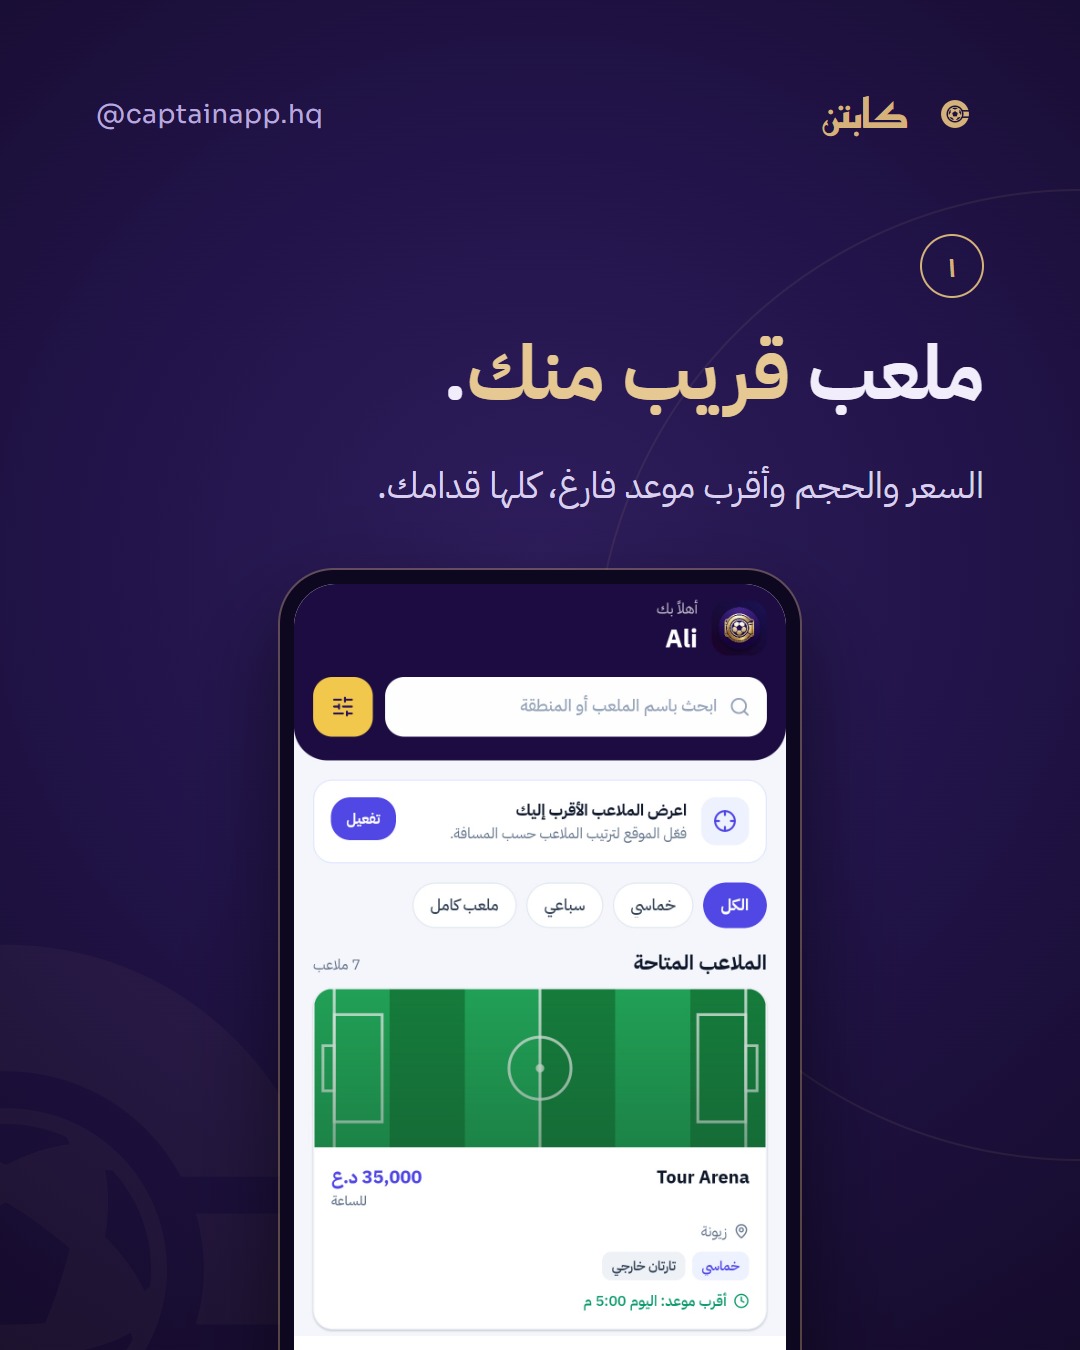 كابتن
@captainapp.hq
١
ملعب قريب منك.
السعر والحجم وأقرب موعد فارغ، كلها قدامك.
أهلاً بك
Ali
ابحث باسم الملعب أو المنطقة
اعرض الملاعب الأقرب إليك
فعّل الموقع لترتيب الملاعب حسب المسافة.
تفعيل
الكل خماسي سباعي ملعب كامل
الملاعب المتاحة
7 ملاعب
Tour Arena
35,000 د.ع
للساعة
زيونة
خماسي تارتان خارجي
أقرب موعد: اليوم 5:00 م